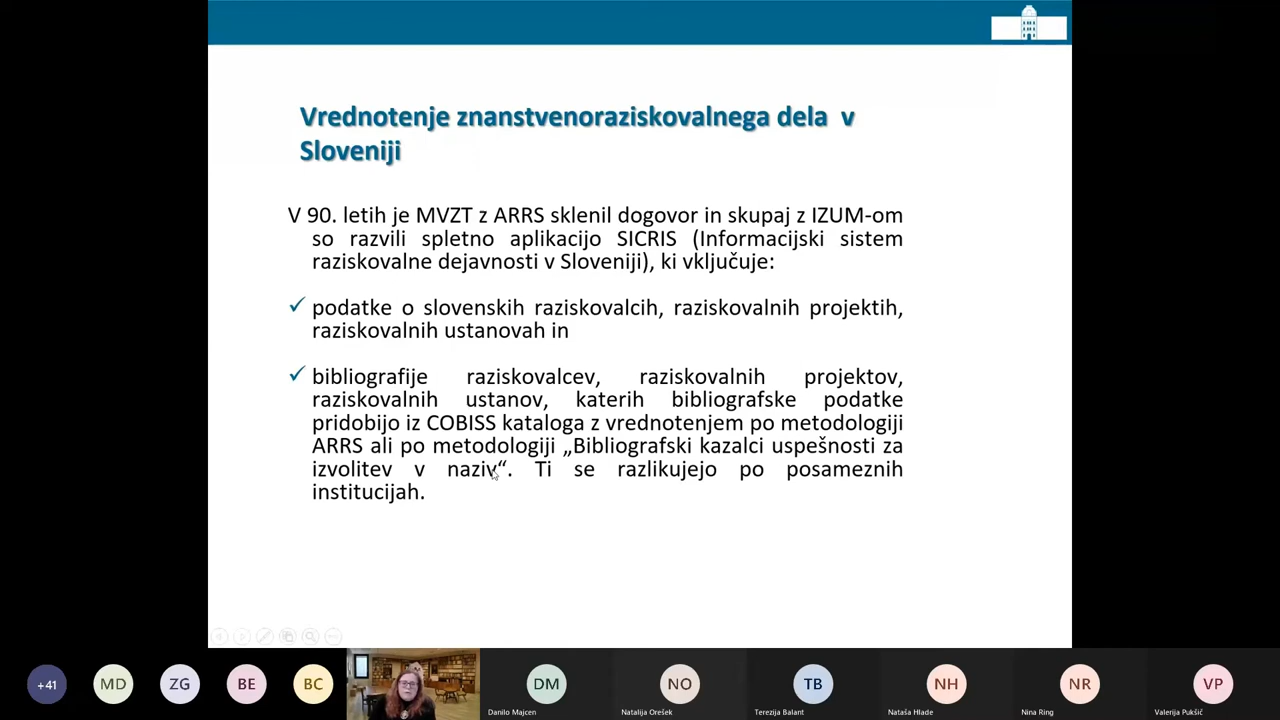 Vrednotenje znanstvenoraziskovalnega dela v
Sloveniji
V 90. letih je MVZT z ARRS sklenil dogovor in skupaj z IZUM-om
so razvili spletno aplikacijo SICRIS (Informacijski sistem
raziskovalne dejavnosti v Sloveniji), ki vključuje:
✓ podatke o slovenskih raziskovalcih, raziskovalnih projektih,
raziskovalnih ustanovah in
✓ bibliografije raziskovalcev, raziskovalnih projektov,
raziskovalnih ustanov, katerih bibliografske podatke
pridobijo iz COBISS kataloga z vrednotenjem po metodologiji
ARRS ali po metodologiji „Bibliografski kazalci uspešnosti za
izvolitev v naziv“. Ti se razlikujejo po posameznih
institucijah.
+41
MD
ZG
BE
BC
DM
NO
TB
NH
NR
VP
Danilo Majcen
Natalija Orešek
Terezija Balant
Nataša Hlade
Nina Ring
Valerija Pukšič